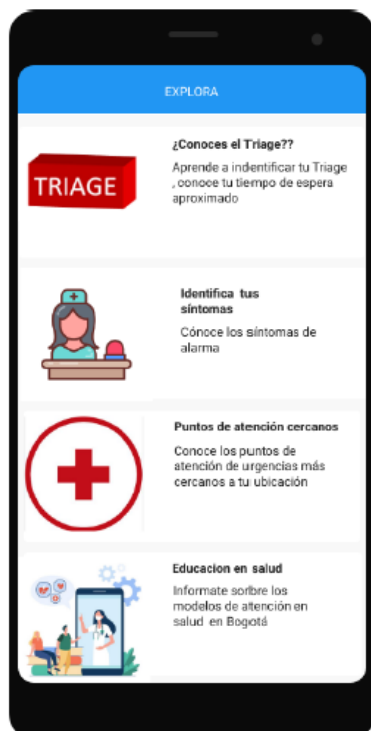 EXPLORA
¿Conoces el Triage??
TRIAGE
Aprende a indentificar tu Triage
, conoce tu tiempo de espera
aproximado
Identifica tus
síntomas
Cónoce los síntomas de
alarma
Puntos de atención cercanos
Conoce los puntos de
atención de urgencias más
cercanos a tu ubicación
Educacion en salud
Informate sorbre los
modelos de atención en
salud en Bogotá